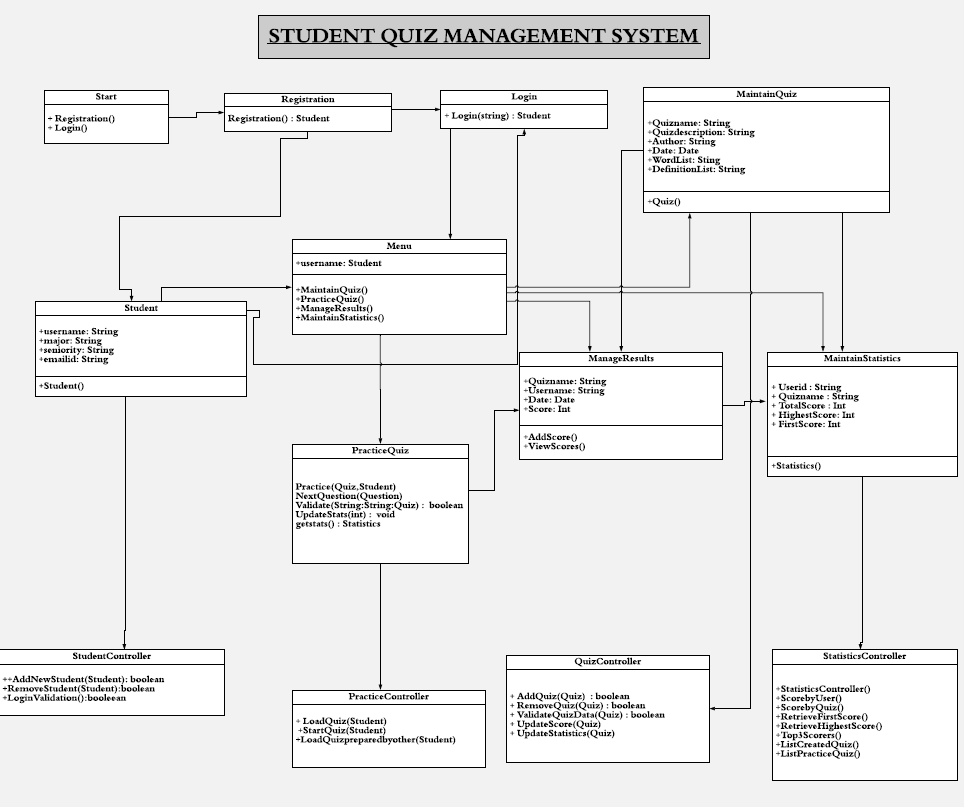 STUDENT QUIZ MANAGEMENT SYSTEM
Start
+ Registration()
+ Login()
Registration
Registration() : Student
Login
+ Login(string) : Student
MaintainQuiz
+Quizname: String
+Quizdescription: String
+Author: String
+Date: Date
+WordList: Sting
+DefinitionList: String
+Quiz()
Menu
+username: Student
+MaintainQuiz()
+PracticeQuiz()
+ManageResults()
+MaintainStatistics()
Student
+username: String
+major: String
+seniority: String
+emailid: String
+Student()
ManageResults
+Quizname: String
+Username: String
+Date: Date
+Score: Int
+AddScore()
+ViewScores()
MaintainStatistics
+ Userid : String
+ Quizname : String
+ TotalScore : Int
+ HighestScore: Int
+ FirstScore: Int
+Statistics()
PracticeQuiz
Practice(Quiz,Student)
NextQuestion(Question)
Validate(String:String:Quiz) : boolean
UpdateStats(int) : void
getstats() : Statistics
StudentController
++AddNewStudent(Student): boolean
+RemoveStudent(Student):boolean
+LoginValidation():booleean
PracticeController
+ LoadQuiz(Student)
+StartQuiz(Student)
+LoadQuizpreparedbyother(Student)
QuizController
+ AddQuiz(Quiz) : boolean
+ RemoveQuiz(Quiz) : boolean
+ ValidateQuizData(Quiz) : boolean
+ UpdateScore(Quiz)
+ UpdateStatistics(Quiz)
StatisticsController
+StatisticsController()
+ScorebyUser()
+ScorebyQuiz()
+RetrieveFirstScore()
+RetrieveHighestScore()
+Top3Scorers()
+ListCreatedQuiz()
+ListPracticeQuiz()